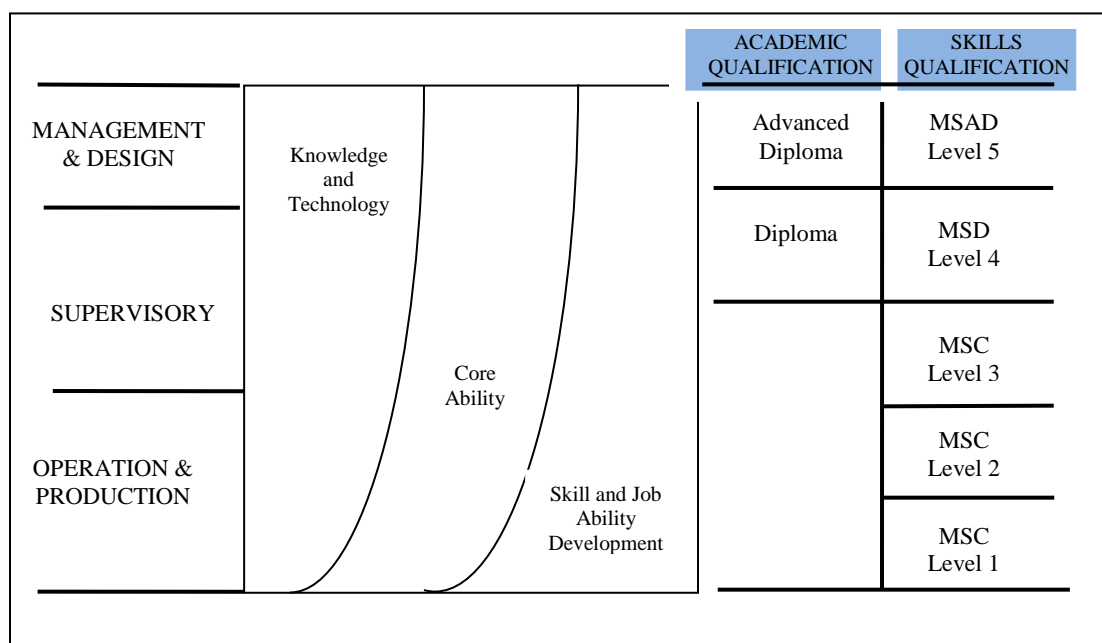 ACADEMIC
QUALIFICATION
SKILLS
QUALIFICATION
MANAGEMENT
& DESIGN
Knowledge
and
Technology
Advanced
Diploma
MSAD
Level 5
SUPERVISORY
Diploma
MSD
Level 4
Core
Ability
MSC
Level 3
OPERATION &
PRODUCTION
Skill and Job
Ability
Development
MSC
Level 2
MSC
Level 1